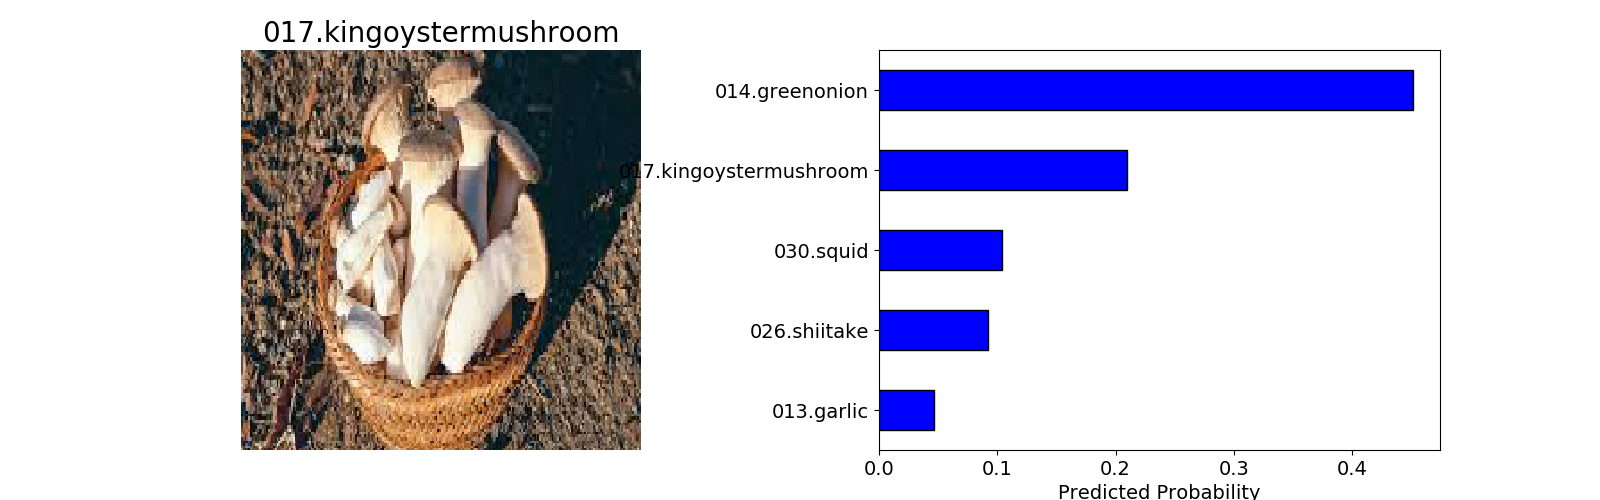 017.kingoystermushroom
014.greenonion
017.kingoystermushroom
030.squid
026.shiitake
013.garlic
0.0 0.1 0.2 0.3 0.4
Predicted Probability